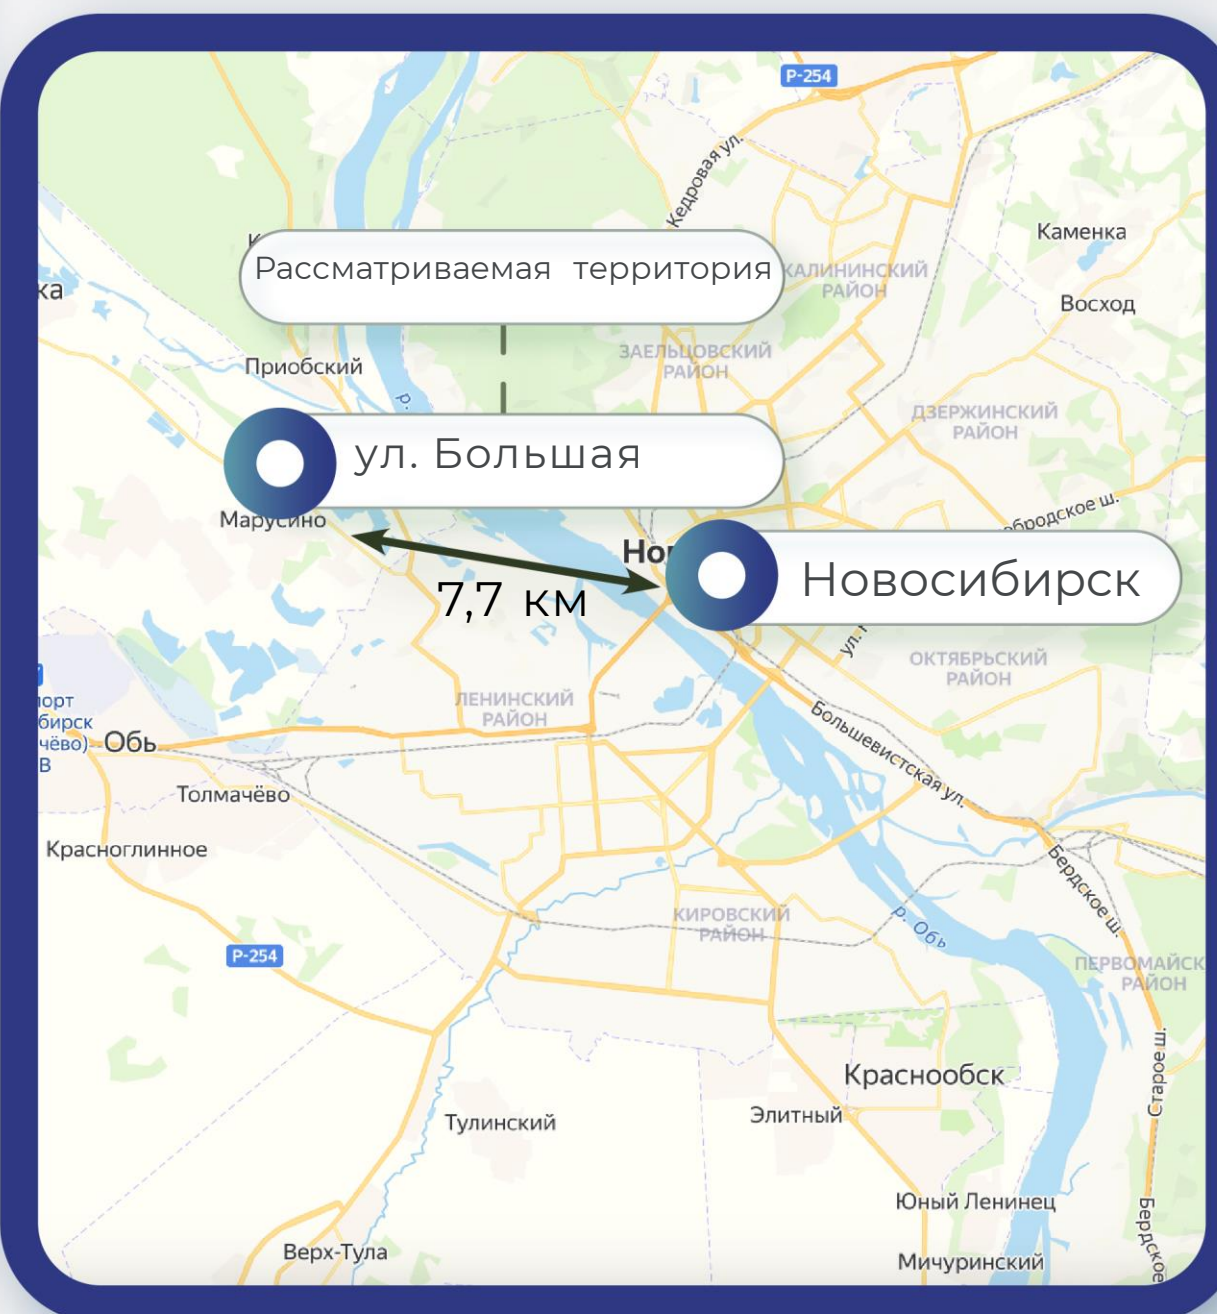 Р-254
Кедровая ул.
Каменка
КАЛИНИНСКИЙ
РАЙОН
Рассматриваемая территория
Восход
ЗАЕЛЬЦОВСКИЙ
РАЙОН
Приобский
р.
ДЗЕРЖИНСКИЙ
РАЙОН
ул. Большая
Марусино
Новосибирск
7,7 км
ОКТЯБРЬСКИЙ
РАЙОН
ЛЕНИНСКИЙ
РАЙОН
Большевистская ул.
Обь
Толмачёво
Красноглинное
Бердское ш.
КИРОВСКИЙ
РАЙОН
р. Обь
Р-254
ПЕРВОМАЙСК
РАЙОН
Старое ш.
Краснообск
Элитный
Тулинский
Юный Ленинец
Бердское
Верх-Тула
Мичуринский